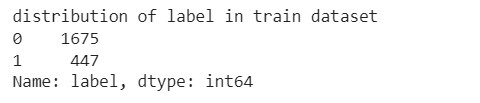 distribution of label in train dataset
0    1675
1     447
Name: label, dtype: int64